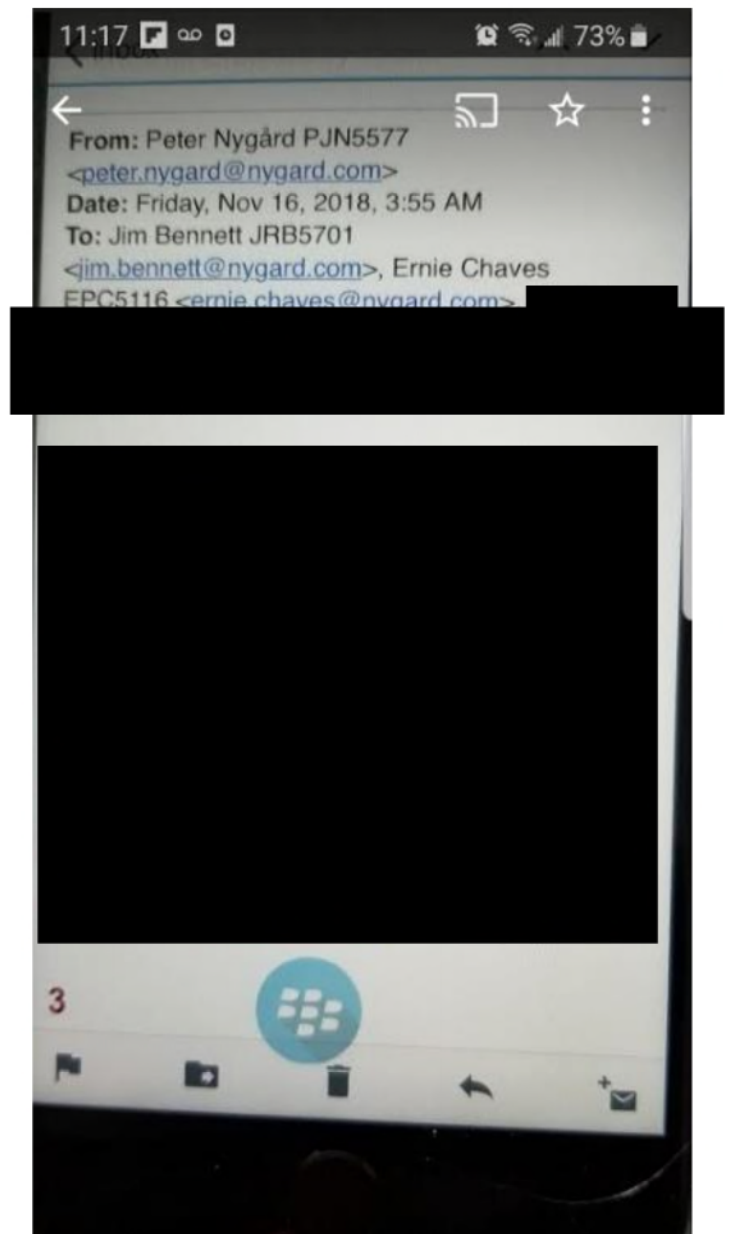 11:17 73%
Inbox
From: Peter Nygård PJN5577
<peter.nygard@nygard.com>
Date: Friday, Nov 16, 2018, 3:55 AM
To: Jim Bennett JRB5701
<jim.bennett@nygard.com>, Ernie Chaves
EPC5116 <ernie.chaves@nygard.com>
3